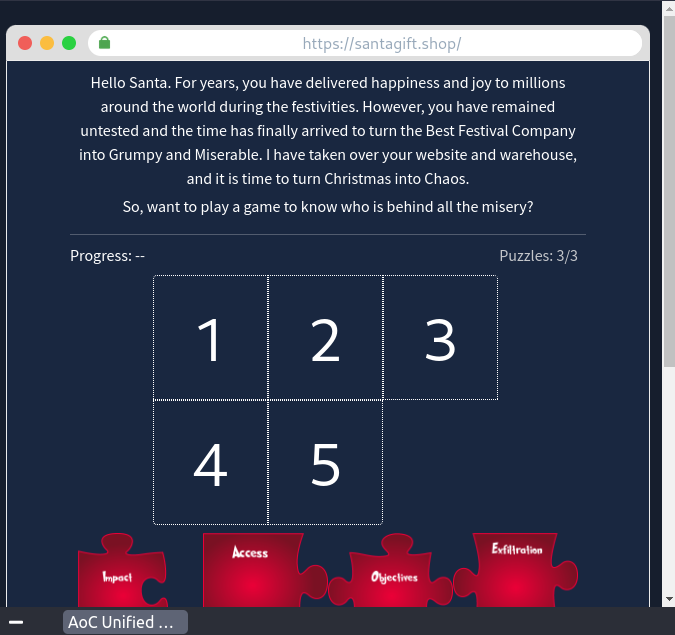 https://santagift.shop/
Hello Santa. For years, you have delivered happiness and joy to millions
around the world during the festivities. However, you have remained
untested and the time has finally arrived to turn the Best Festival Company
into Grumpy and Miserable. I have taken over your website and warehouse,
and it is time to turn Christmas into Chaos.
So, want to play a game to know who is behind all the misery?
Progress: -- Puzzles: 3/3
1 2 3
4 5
Impact Access Objectives Exfiltration
AoC Unified ...